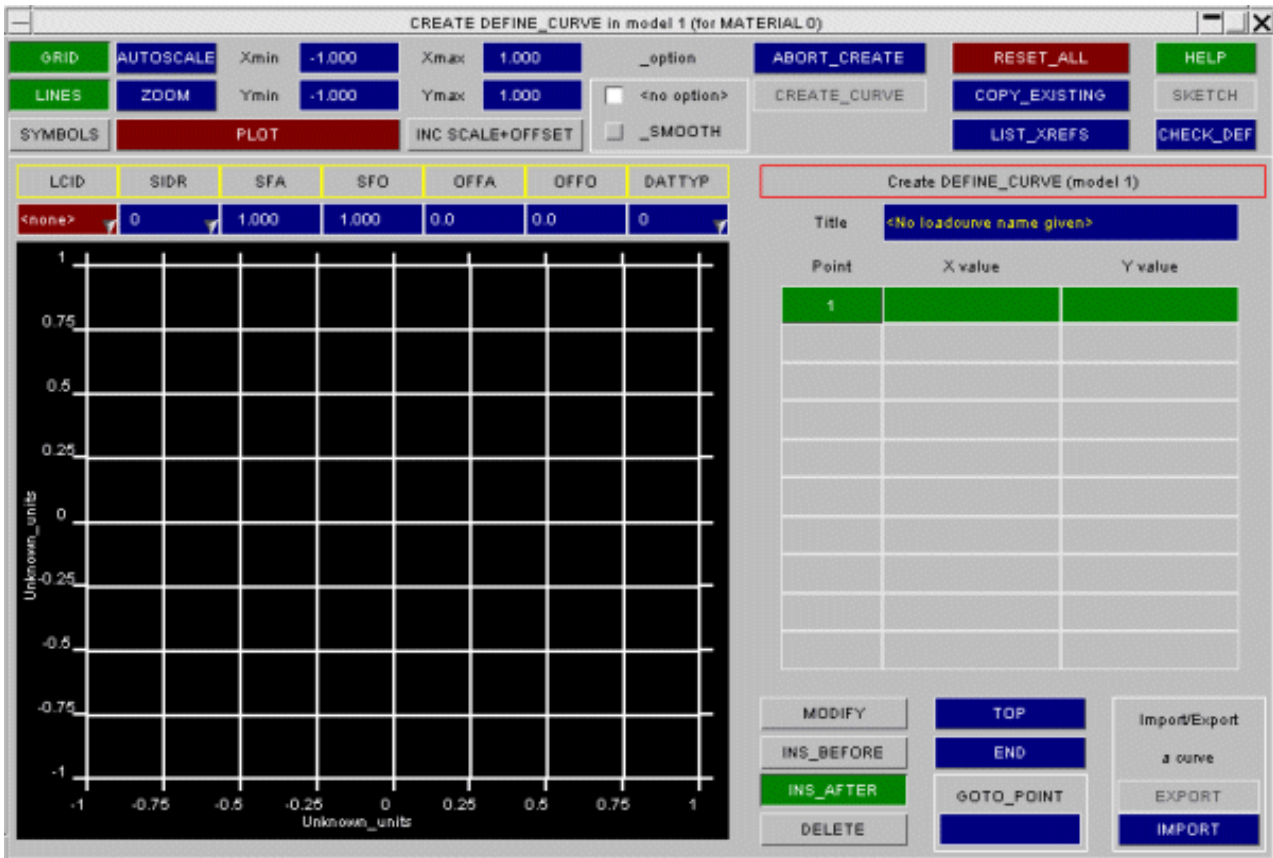 CREATE DEFINE_CURVE in model 1 (for MATERIAL 0)
GRID AUTOSCALE Xmin -1.000 Xmax 1.000 _option ABORT_CREATE RESET_ALL HELP
LINES ZOOM Ymin -1.000 Ymax 1.000 <no option> CREATE_CURVE COPY_EXISTING SKETCH
SYMBOLS PLOT INC SCALE+OFFSET _SMOOTH LIST_XREFS CHECK_DEF
LCID SIDR SFA SFO OFFA OFFO DATTYP
<none> 0 1.000 1.000 0.0 0.0 0
1
0.75
0.5
0.25
0
-0.25
-0.5
-0.75
-1
Unknown_units
-1 -0.75 -0.5 -0.25 0 0.25 0.5 0.75 1
Unknown_units
Create DEFINE_CURVE (model 1)
Title <No loadcurve name given>
Point X value Y value
1
MODIFY TOP
INS_BEFORE END
INS_AFTER GOTO_POINT
DELETE
Import/Export
a curve
EXPORT
IMPORT